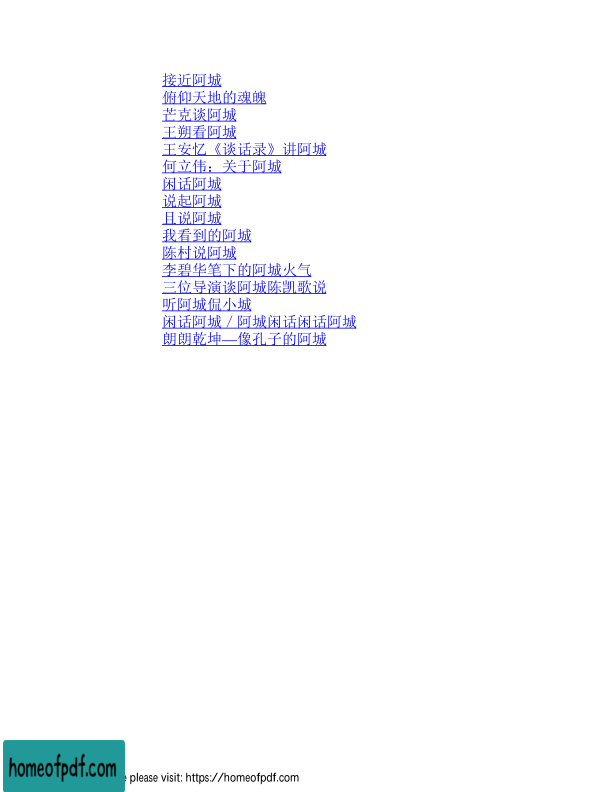 接近阿城
俯仰天地的魂魄
芒克谈阿城
王朔看阿城
王安忆《谈话录》讲阿城
何立伟：关于阿城
闲话阿城
说起阿城
且说阿城
我看到的阿城
陈村说阿城
李碧华笔下的阿城火气
三位导演谈阿城陈凯歌说
听阿城侃小城
闲话阿城／阿城闲话闲话阿城
朗朗乾坤—像孔子的阿城
homeofpdf.com
e please visit: https://homeofpdf.com